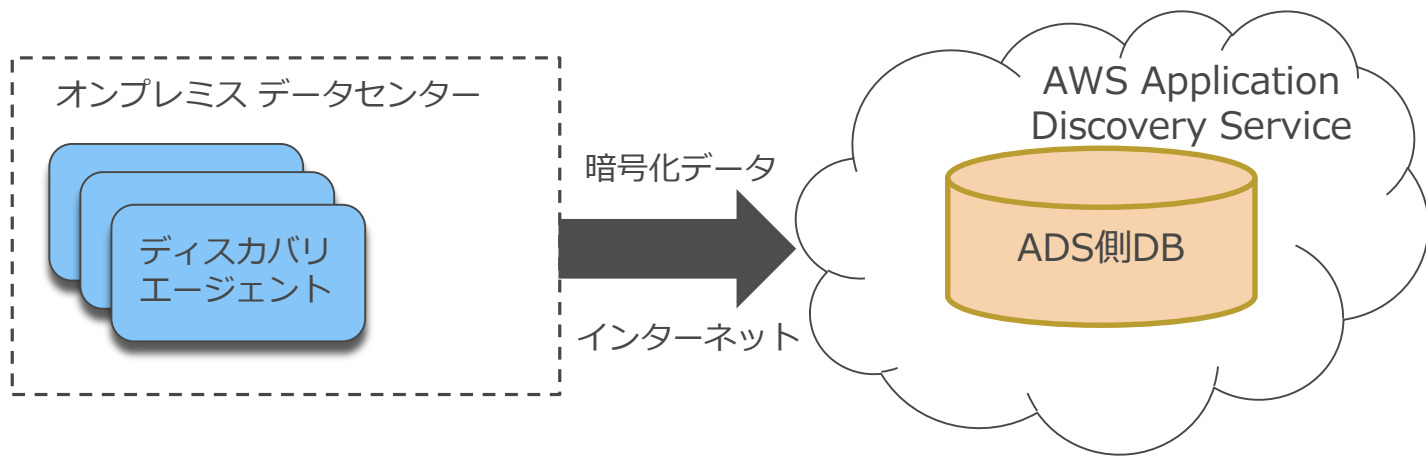 オンプレミス データセンター
ディスカバリ
エージェント
暗号化データ
インターネット
AWS Application
Discovery Service
ADS側DB